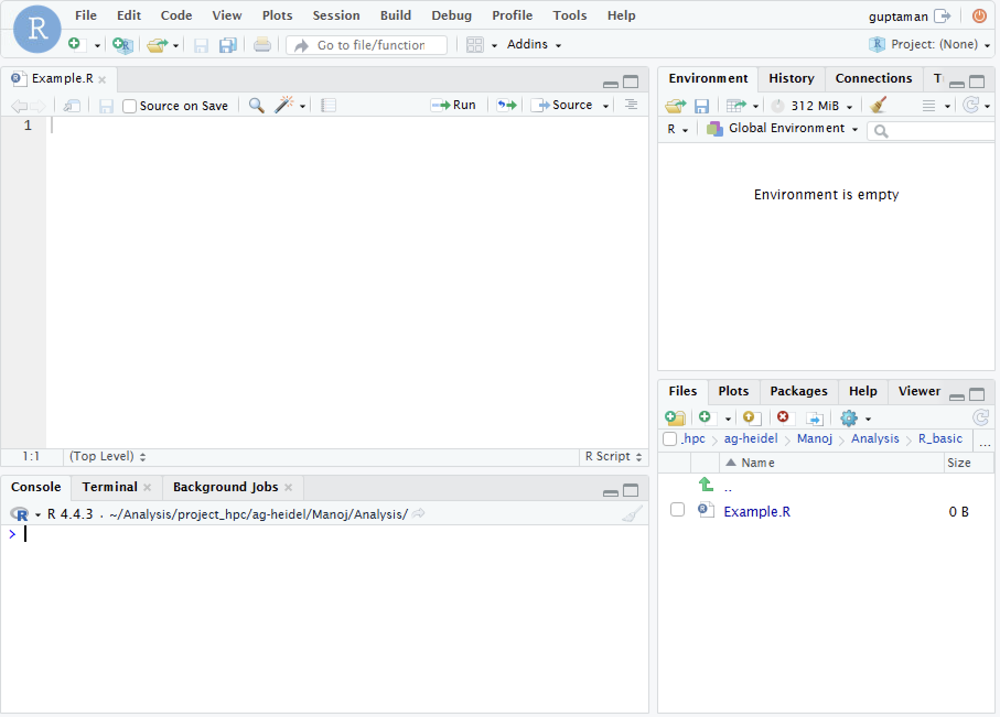 R
File Edit Code View Plots Session Build Debug Profile Tools Help
guptaman
Go to file/function
Addins
Project: (None)
Example.R
Source on Save
Run
Source
1
1:1
(Top Level)
R Script
Console
Terminal
Background Jobs
R 4.4.3 . ~/Analysis/project_hpc/ag-heidel/Manoj/Analysis/
>
Environment
History
Connections
312 MiB
R
Global Environment
Environment is empty
Files
Plots
Packages
Help
Viewer
_hpc
ag-heidel
Manoj
Analysis
R_basic
...
Name
Size
..
Example.R
0 B